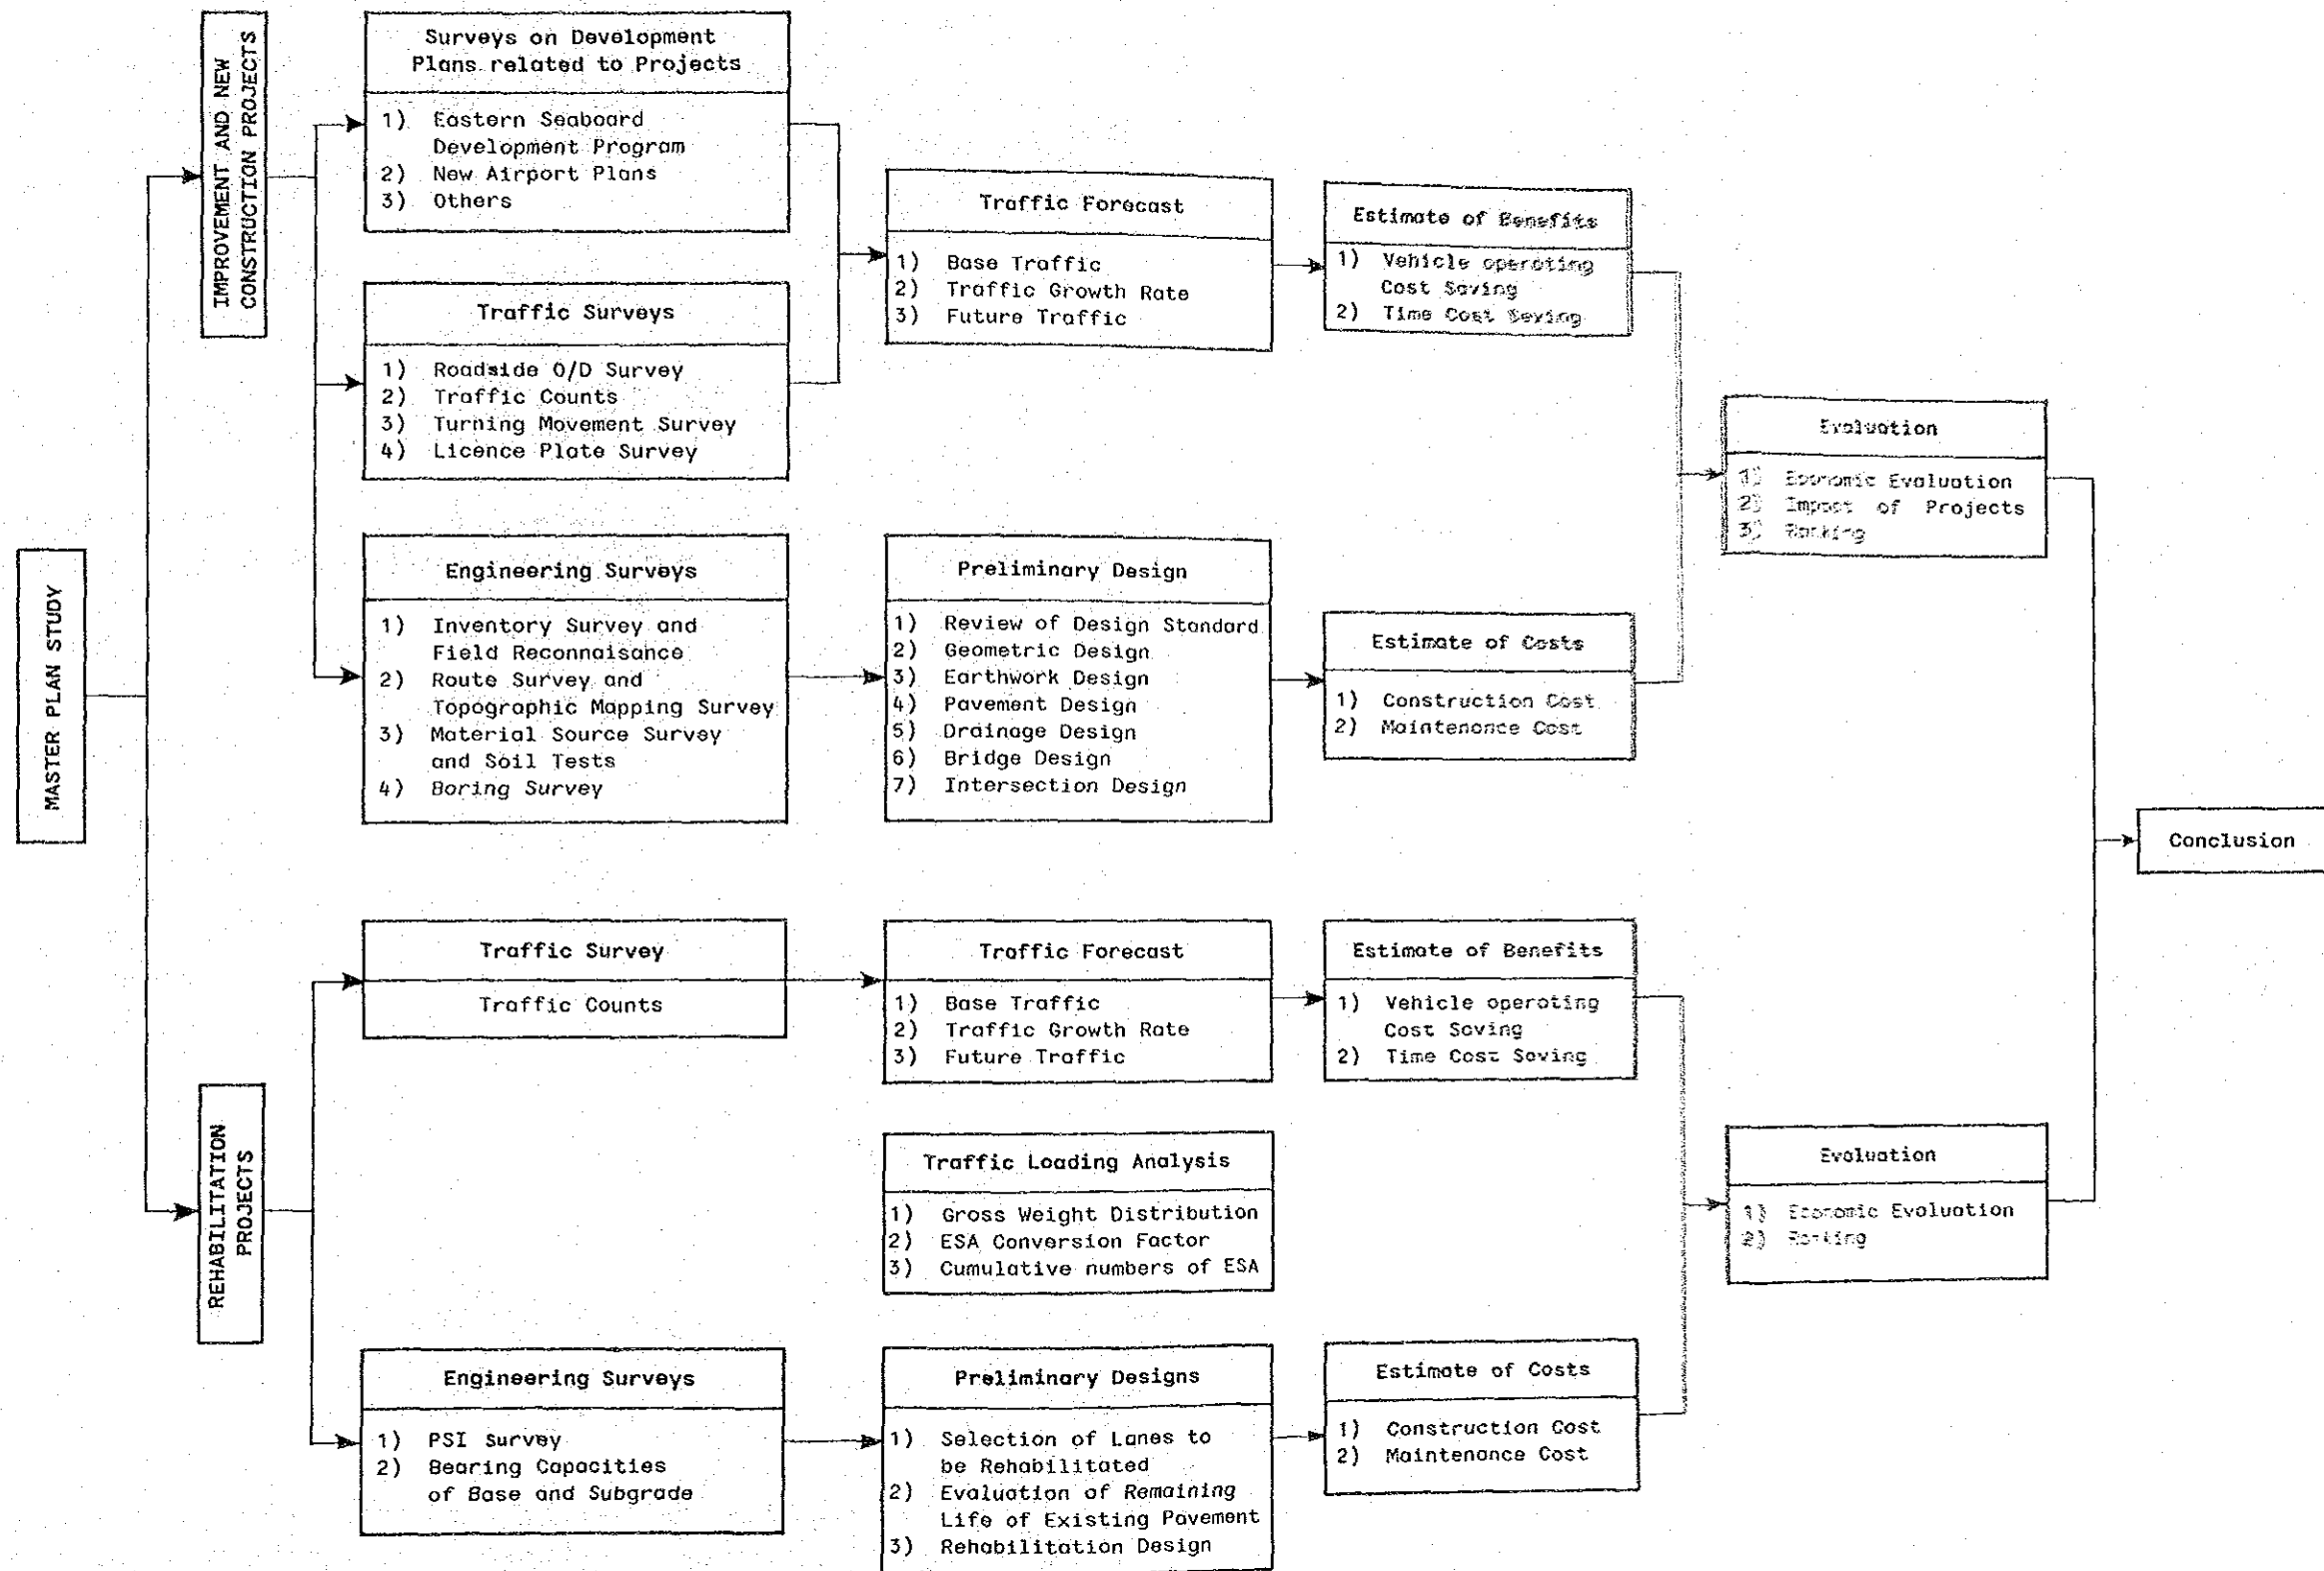 MASTER PLAN STUDY
IMPROVEMENT AND NEW
CONSTRUCTION PROJECTS
Surveys on Development
Plans related to Projects
1) Eastern Seaboard
Development Program
2) New Airport Plans
3) Others
Traffic Surveys
1) Roadside O/D Survey
2) Traffic Counts
3) Turning Movement Survey
4) Licence Plate Survey
Engineering Surveys
1) Inventory Survey and
Field Reconnaisance
2) Route Survey and
Topographic Mapping Survey
3) Material Source Survey
and Soil Tests
4) Boring Survey
Traffic Forecast
1) Base Traffic
2) Traffic Growth Rate
3) Future Traffic
Preliminary Design
1) Review of Design Standard
2) Geometric Design
3) Earthwork Design
4) Pavement Design
5) Drainage Design
6) Bridge Design
7) Intersection Design
Estimate of Benefits
1) Vehicle operating
Cost Saving
2) Time Cost Saving
Estimate of Costs
1) Construction Cost
2) Maintenance Cost
Evaluation
1) Economic Evaluation
2) Impact of Projects
3) Ranking
Conclusion
REHABILITATION
PROJECTS
Traffic Survey
Traffic Counts
Engineering Surveys
1) PSI Survey
2) Bearing Capacities
of Base and Subgrade
Traffic Forecast
1) Base Traffic
2) Traffic Growth Rate
3) Future Traffic
Traffic Loading Analysis
1) Gross Weight Distribution
2) ESA Conversion Factor
3) Cumulative numbers of ESA
Preliminary Designs
1) Selection of Lanes to
be Rehabilitated
2) Evaluation of Remaining
Life of Existing Pavement
3) Rehabilitation Design
Estimate of Benefits
1) Vehicle operating
Cost Saving
2) Time Cost Saving
Estimate of Costs
1) Construction Cost
2) Maintenance Cost
Evaluation
1) Economic Evaluation
2) Ranking